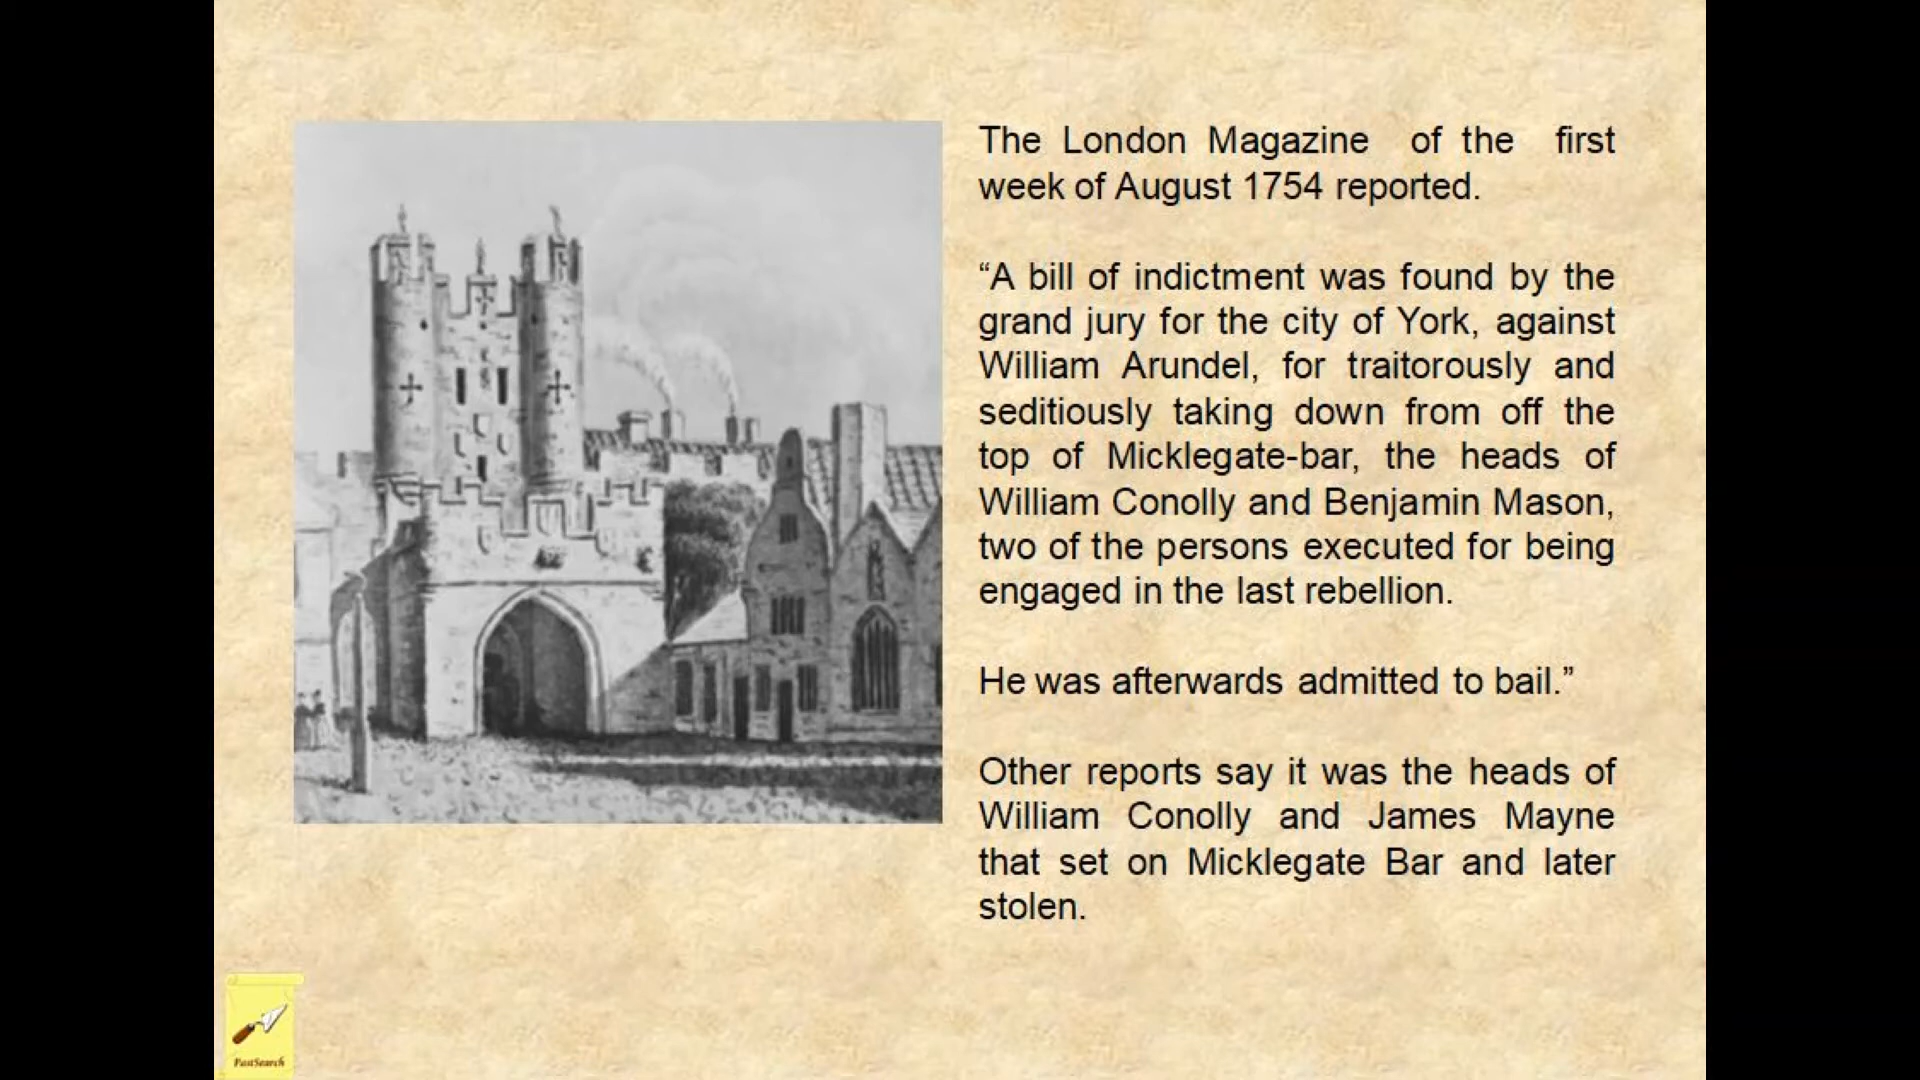 The London Magazine of the first
week of August 1754 reported.
“A bill of indictment was found by the
grand jury for the city of York, against
William Arundel, for traitorously and
seditiously taking down from off the
top of Micklegate-bar, the heads of
William Conolly and Benjamin Mason,
two of the persons executed for being
engaged in the last rebellion.
He was afterwards admitted to bail.”
Other reports say it was the heads of
William Conolly and James Mayne
that set on Micklegate Bar and later
stolen.
PastSearch